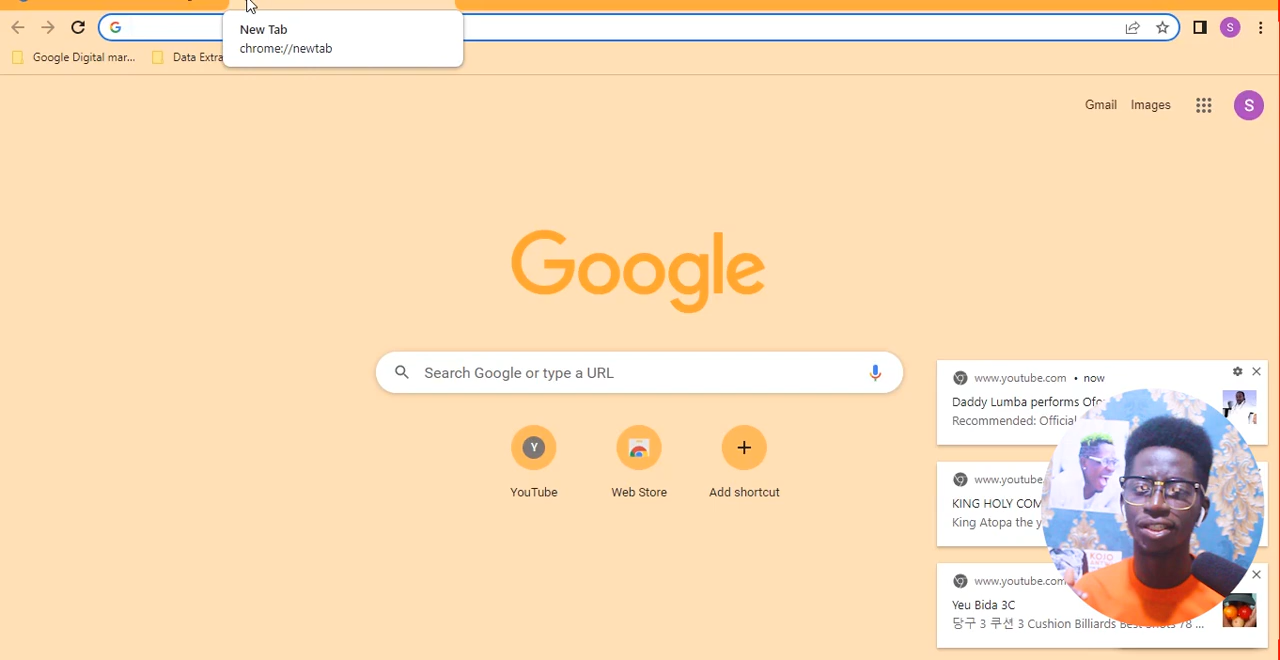 New Tab
chrome://newtab
Google Digital mar...
Data Extra
S
Gmail
Images
S
Google
Search Google or type a URL
Y
YouTube
Web Store
Add shortcut
www.youtube.com • now
Daddy Lumba performs
Recommended: Official
www.youtube
KING HOLY
King Atopa the y
www.youtube.com
Yeu Bida 3C
당구 3 쿠션 3 Cushion Billiards Best Shots 78 ...
KOJO